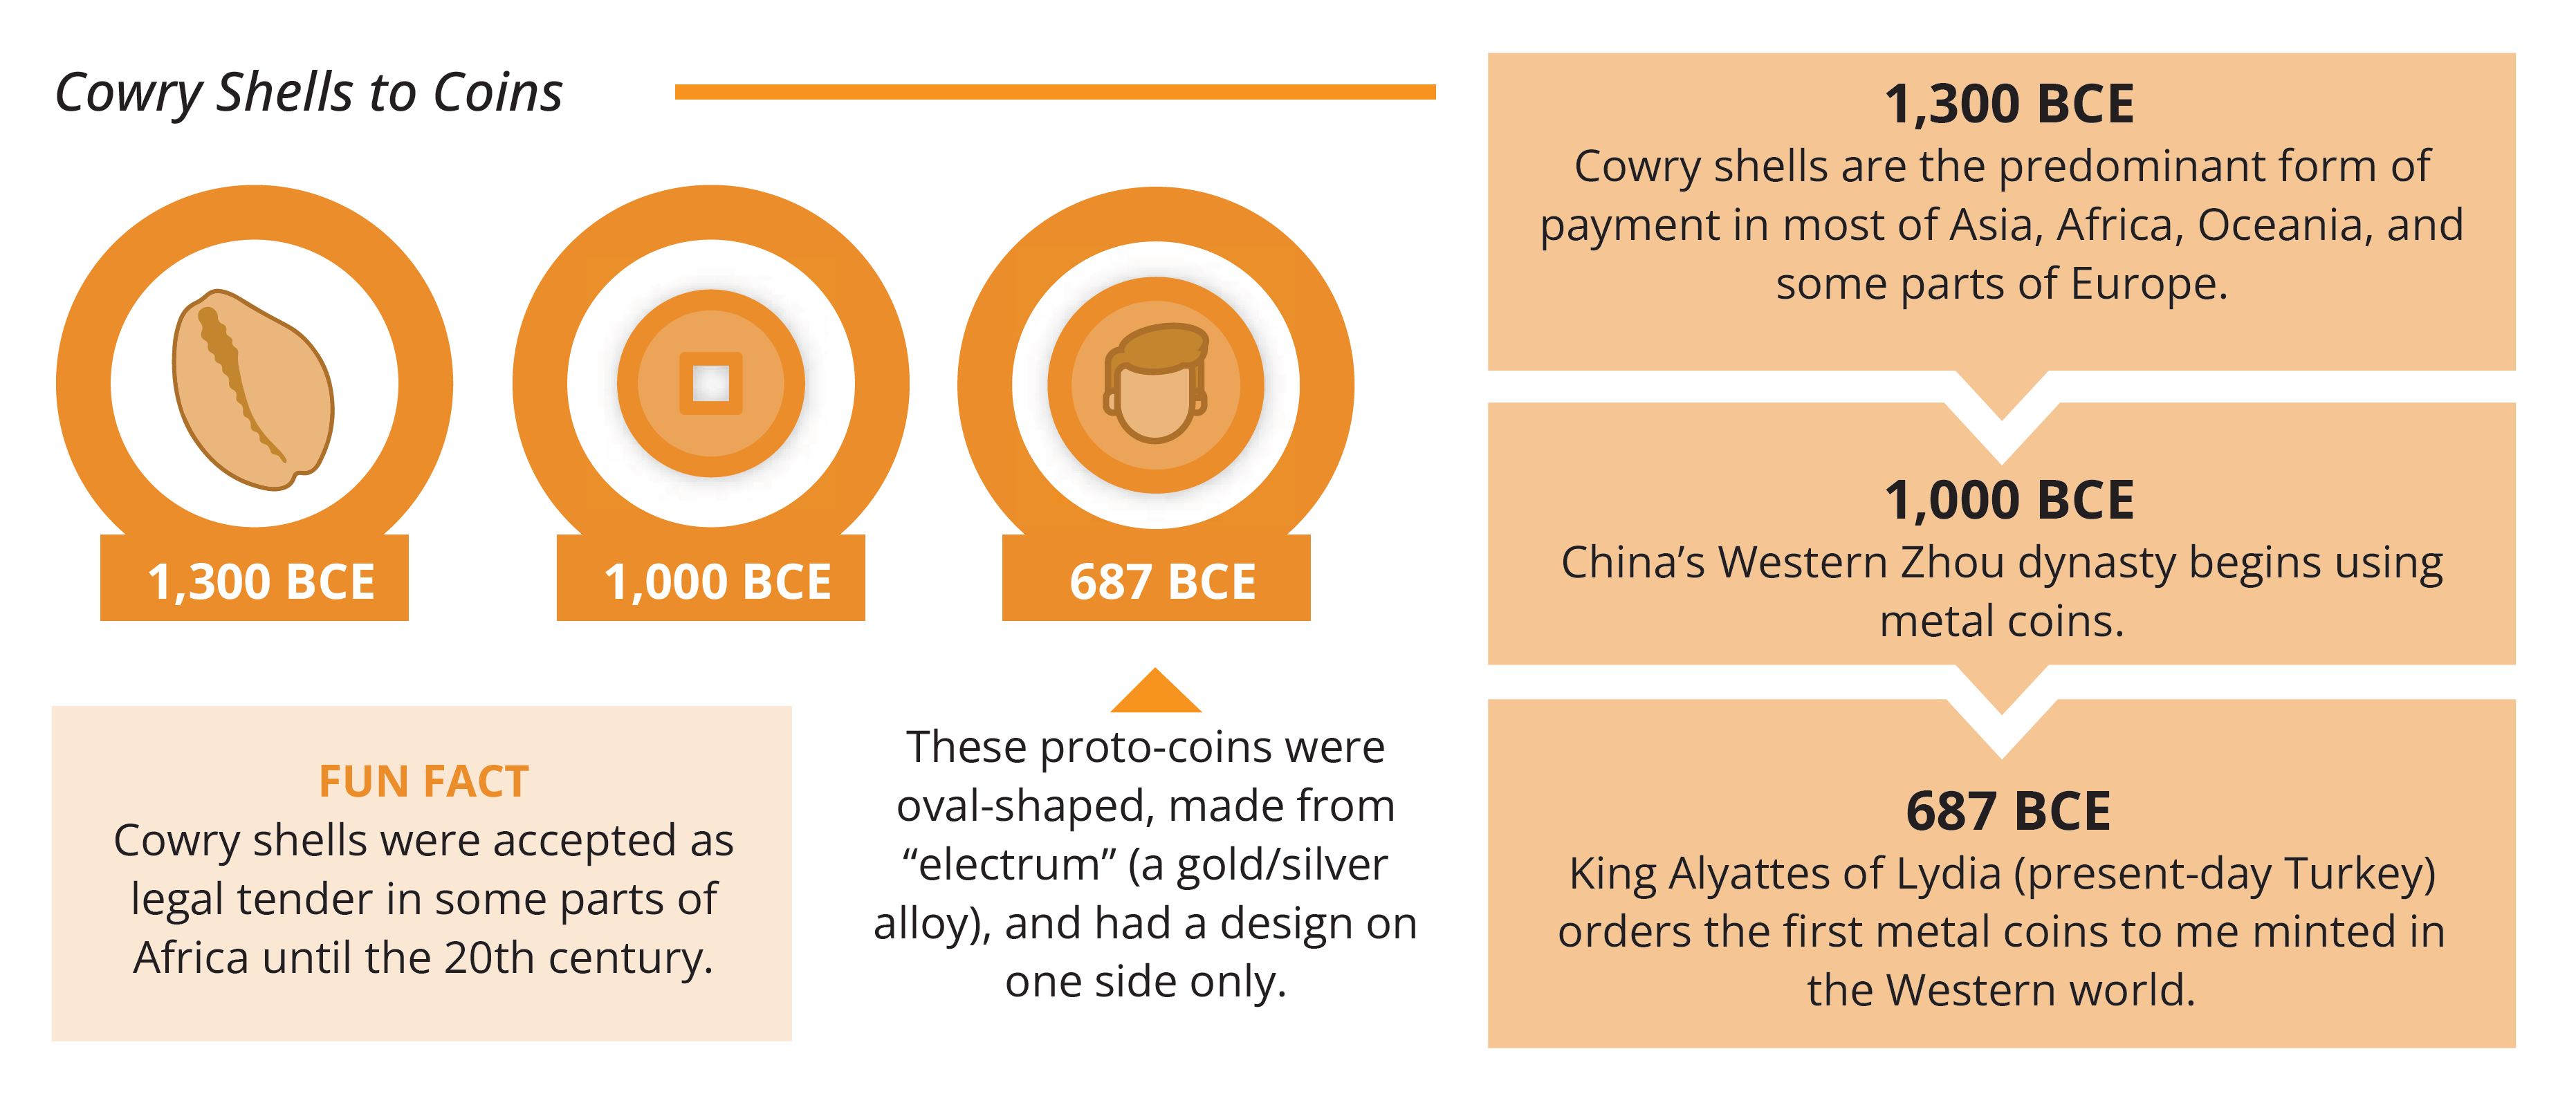 Cowry Shells to Coins
1,300 BCE
1,000 BCE
687 BCE
FUN FACT
Cowry shells were accepted as
legal tender in some parts of
Africa until the 20th century.
These proto-coins were
oval-shaped, made from
“electrum” (a gold/silver
alloy), and had a design on
one side only.
1,300 BCE
Cowry shells are the predominant form of
payment in most of Asia, Africa, Oceania, and
some parts of Europe.
1,000 BCE
China’s Western Zhou dynasty begins using
metal coins.
687 BCE
King Alyattes of Lydia (present-day Turkey)
orders the first metal coins to me minted in
the Western world.